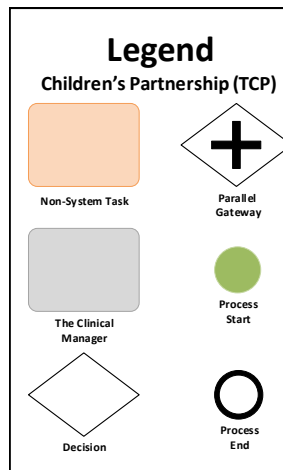 Legend
Children's Partnership (TCP)
Non-System Task
Parallel
Gateway
The Clinical
Manager
Process
Start
Decision
Process
End